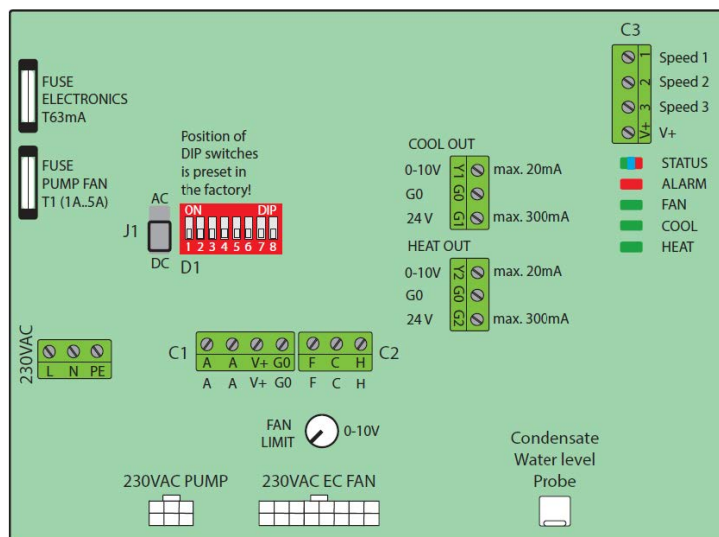 C3
1 Speed 1
2 Speed 2
3 Speed 3
V+ V+
STATUS
ALARM
FAN
COOL
HEAT
FUSE
ELECTRONICS
T63mA
FUSE
PUMP FAN
T1 (1A..5A)
Position of
DIP switches
is preset in
the factory!
AC
J1
DC
ON DIP
1 2 3 4 5 6 7 8
D1
COOL OUT
0-10V Y1 max. 20mA
G0 G0
24 V G1 max. 300mA
HEAT OUT
0-10V Y2 max. 20mA
G0 G0
24 V G2 max. 300mA
230VAC
L N PE
C1
A A V+ G0
A A V+ G0
C2
F C H
F C H
FAN
LIMIT
0-10V
230VAC PUMP
230VAC EC FAN
Condensate
Water level
Probe